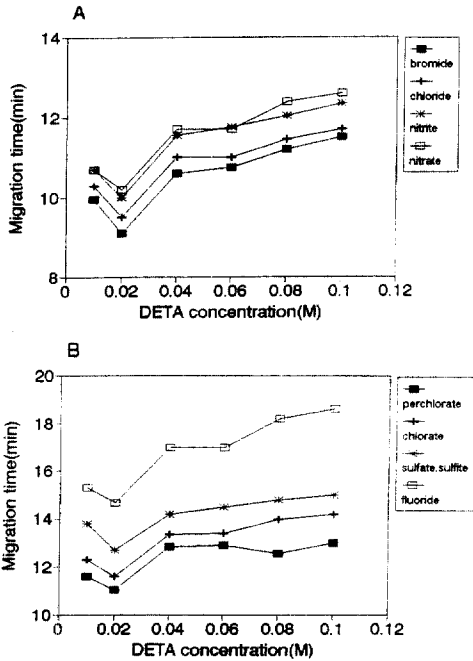 A
Migration time(min)
14
12
10
8
0
0.02
0.04
0.06
0.08
0.1
0.12
DETA concentration(M)
bromide
chloride
nitrite
nitrate
B
Migration time(min)
20
18
16
14
12
10
0
0.02
0.04
0.06
0.08
0.1
0.12
DETA concentration(M)
perchlorate
chlorate
sulfate,sulfite
fluoride